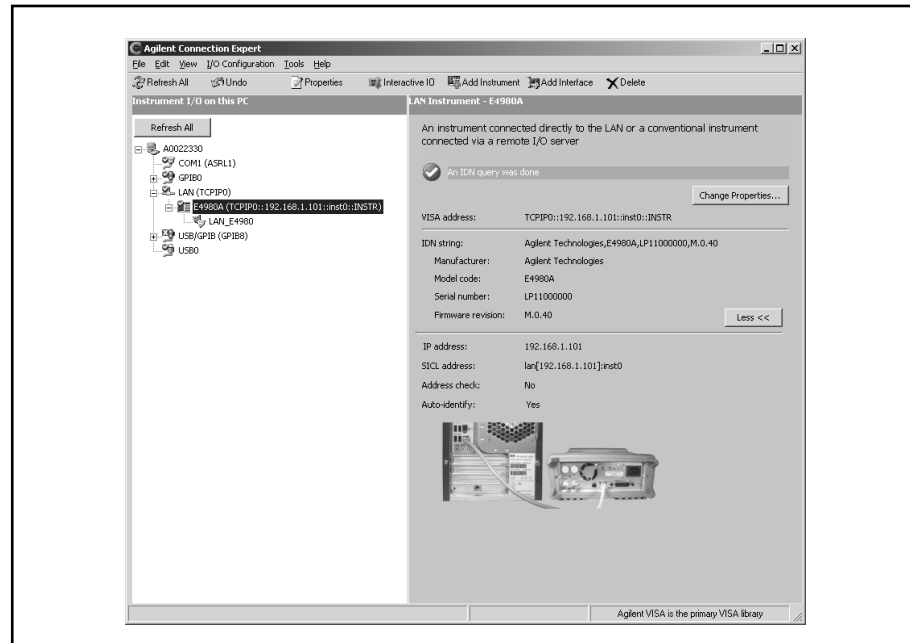 Agilent Connection Expert
File Edit View I/O Configuration Tools Help
Refresh All Undo Properties Interactive IO Add Instrument Add Interface Delete
Instrument I/O on this PC
LAN Instrument - E4980A
Refresh All
A0022330
COM1 (ASRL1)
GPIB0
LAN (TCPIP0)
E4980A (TCPIP0::192.168.1.101::inst0::INSTR)
LAN_E4980
USB/GPIB (GPIB8)
USB0
An instrument connected directly to the LAN or a conventional instrument
connected via a remote I/O server
An IDN query was done
Change Properties...
VISA address: TCPIP0::192.168.1.101::inst0::INSTR
IDN string: Agilent Technologies,E4980A,LP11000000,M.0.40
Manufacturer: Agilent Technologies
Model code: E4980A
Serial number: LP11000000
Firmware revision: M.0.40
Less <<
IP address: 192.168.1.101
SICL address: lan[192.168.1.101]:inst0
Address check: No
Auto-identify: Yes
Agilent VISA is the primary VISA library